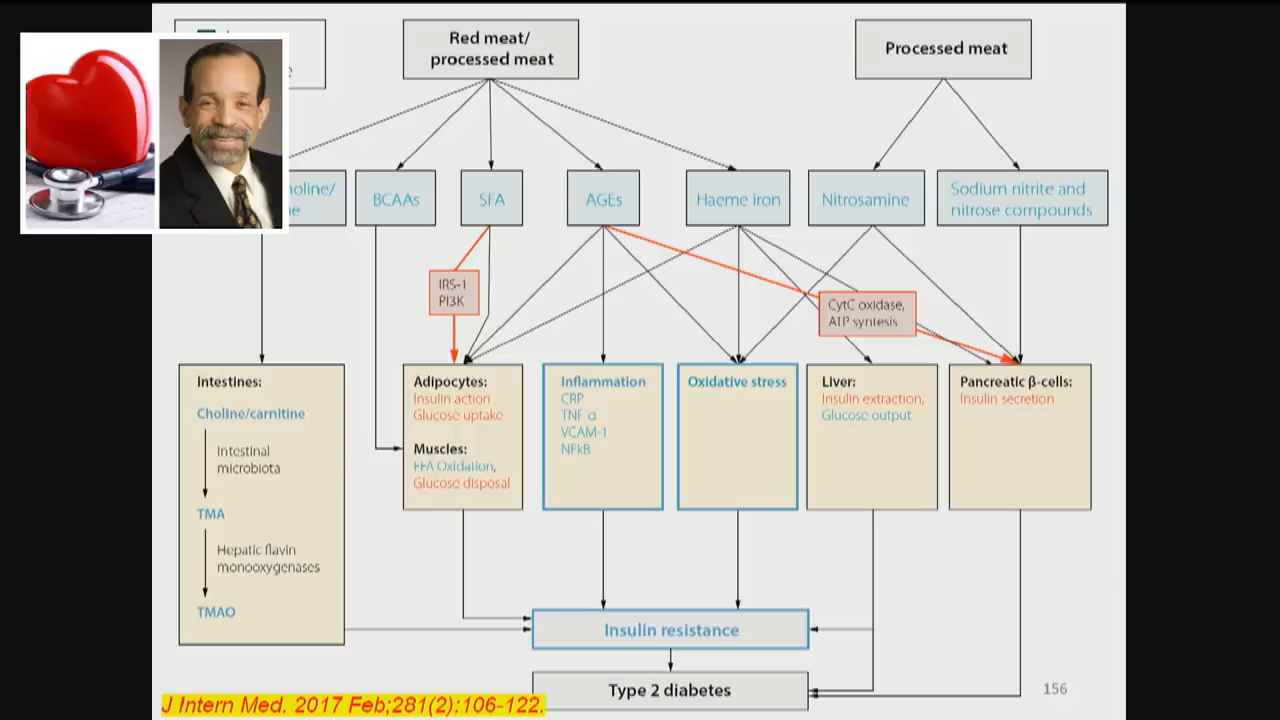 Red meat/
processed meat
Processed meat
holine/
ne
BCAAs
SFA
AGEs
Haeme iron
Nitrosamine
Sodium nitrite and
nitrose compounds
IRS-1
PI3K
CytC oxidase,
ATP syntesis
Intestines:
Choline/carnitine
Intestinal
microbiota
TMA
Hepatic flavin
monooxygenases
TMAO
Adipocytes:
Insulin action
Glucose uptake
Muscles:
FFA Oxidation,
Glucose disposal
Inflammation
CRP
TNF α
VCAM-1
NFkB
Oxidative stress
Liver:
Insulin extraction,
Glucose output
Pancreatic β-cells:
Insulin secretion
Insulin resistance
Type 2 diabetes
156
J Intern Med. 2017 Feb;281(2):106-122.